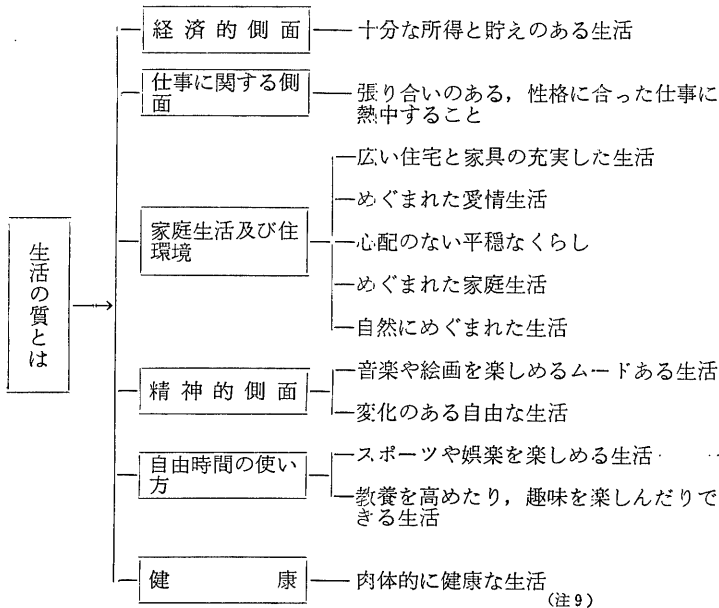 生活の質とは
経済的側面
十分な所得と貯えのある生活
仕事に関する側
面
張り合いのある，性格に合った仕事に
熱中すること
家庭生活及び住
環境
広い住宅と家具の充実した生活
めぐまれた愛情生活
心配のない平穏なくらし
めぐまれた家庭生活
自然にめぐまれた生活
精神的側面
音楽や絵画を楽しめるムードある生活
変化のある自由な生活
自由時間の使い
方
スポーツや娯楽を楽しめる生活
教養を高めたり，趣味を楽しんだりで
きる生活
健康
肉体的に健康な生活
（注9）